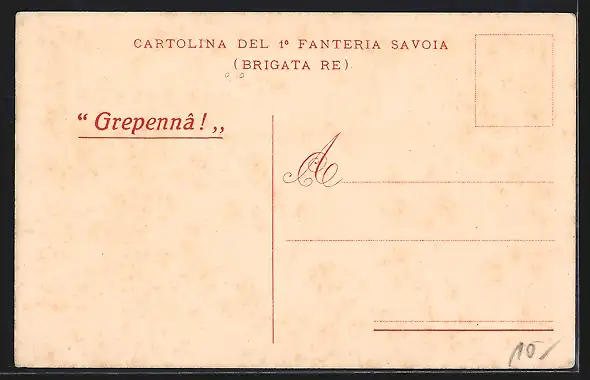 CARTOLINA DEL 1º FANTERIA SAVOIA
(BRIGATA RE)
“ Grepennâ! „
A
10